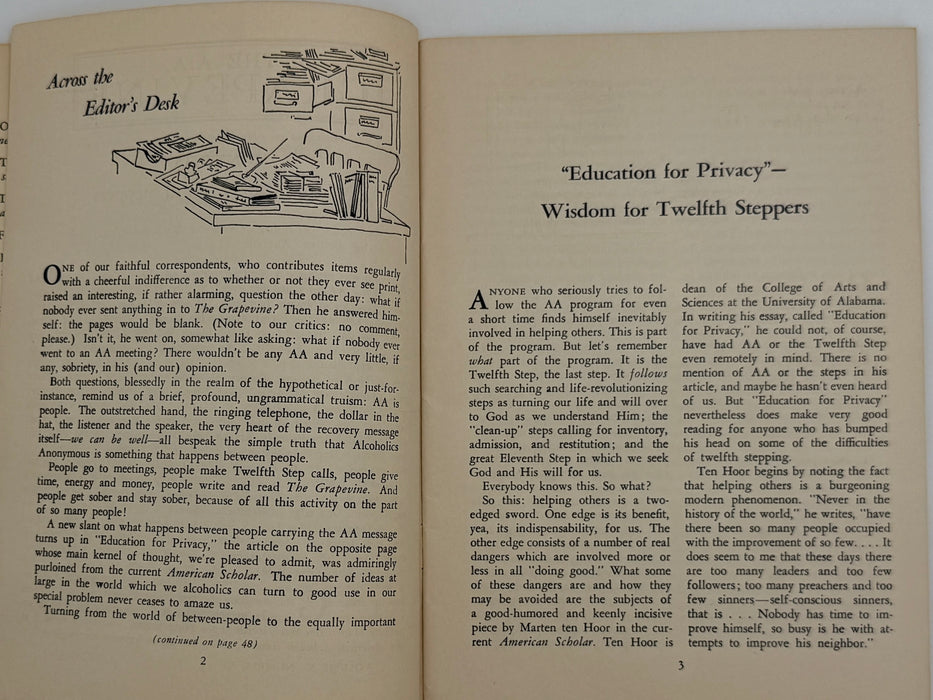 Across the
Editor's Desk
ONE of our faithful correspondents, who contributes items regularly
with a cheerful indifference as to whether or not they ever see print,
raised an interesting, if rather alarming, question the other day: what if
nobody ever sent anything in to The Grapevine? Then he answered him-
self: the pages would be blank. (Note to our critics: no comment,
please.) Isn't it, he went on, somewhat like asking: what if nobody ever
went to an AA meeting? There wouldn't be any AA and very little, if
any, sobriety, in his (and our) opinion.
Both questions, blessedly in the realm of the hypothetical or just-for-
instance, remind us of a brief, profound, ungrammatical truism: AA is
people. The outstretched hand, the ringing telephone, the dollar in the
hat, the listener and the speaker, the very heart of the recovery message
itself—we can be well—all bespeak the simple truth that Alcoholics
Anonymous is something that happens between people.
People go to meetings, people make Twelfth Step calls, people give
time, energy and money, people write and read The Grapevine. And
people get sober and stay sober, because of all this activity on the part
of so many people!
A new slant on what happens between people carrying the AA message
turns up in "Education for Privacy," the article on the opposite page
whose main kernel of thought, we're pleased to admit, was admiringly
purloined from the current American Scholar. The number of ideas at
large in the world which we alcoholics can turn to good use in our
special problem never ceases to amaze us.
Turning from the world of between-people to the equally important
(continued on page 48)
2
"Education for Privacy"—
Wisdom for Twelfth Steppers
ANYONE who seriously tries to fol-
low the AA program for even
a short time finds himself inevitably
involved in helping others. This is part
of the program. But let's remember
what part of the program. It is the
Twelfth Step, the last step. It follows
such searching and life-revolutionizing
steps as turning our life and will over
to God as we understand Him; the
"clean-up" steps calling for inventory,
admission, and restitution; and the
great Eleventh Step in which we seek
God and His will for us.
Everybody knows this. So what?
So this: helping others is a two-
edged sword. One edge is its benefit,
yea, its indispensability, for us. The
other edge consists of a number of real
dangers which are involved more or
less in all "doing good." What some
of these dangers are and how they
may be avoided are the subjects of
a good-humored and keenly incisive
piece by Marten ten Hoor in the cur-
rent American Scholar. Ten Hoor is
dean of the College of Arts and
Sciences at the University of Alabama.
In writing his essay, called "Education
for Privacy," he could not, of course,
have had AA or the Twelfth Step
even remotely in mind. There is no
mention of AA or the steps in his
article, and maybe he hasn't even heard
of us. But "Education for Privacy"
nevertheless does make very good
reading for anyone who has bumped
his head on some of the difficulties
of twelfth stepping.
Ten Hoor begins by noting the fact
that helping others is a burgeoning
modern phenomenon. "Never in the
history of the world," he writes, "have
there been so many people occupied
with the improvement of so few. . . . It
does seem to me that these days there
are too many leaders and too few
followers; too many preachers and too
few sinners—self-conscious sinners,
that is . . . Nobody has time to im-
prove himself, so busy is he with at-
tempts to improve his neighbor."
3